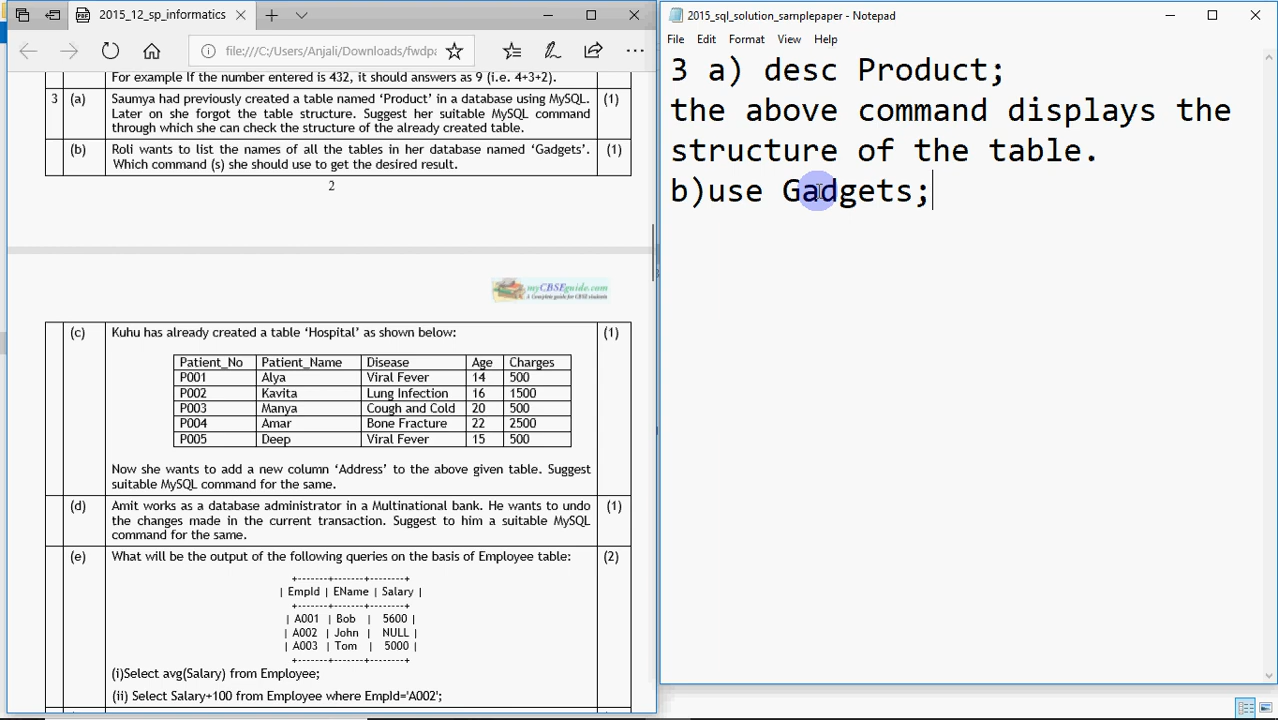 2015_12_sp_informatics
file:///C:/Users/Anjali/Downloads/fwdpa
For example If the number entered is 432, it should answers as 9 (i.e. 4+3+2).
3 (a) Saumya had previously created a table named ‘Product’ in a database using MySQL. (1)
Later on she forgot the table structure. Suggest her suitable MySQL command
through which she can check the structure of the already created table.
(b) Roli wants to list the names of all the tables in her database named ‘Gadgets’. (1)
Which command (s) she should use to get the desired result.
2
myCBSEguide.com
A Complete guide for CBSE students
(c) Kuhu has already created a table ‘Hospital’ as shown below: (1)
Patient_No Patient_Name Disease Age Charges
P001 Alya Viral Fever 14 500
P002 Kavita Lung Infection 16 1500
P003 Manya Cough and Cold 20 500
P004 Amar Bone Fracture 22 2500
P005 Deep Viral Fever 15 500
Now she wants to add a new column ‘Address’ to the above given table. Suggest
suitable MySQL command for the same.
(d) Amit works as a database administrator in a Multinational bank. He wants to undo (1)
the changes made in the current transaction. Suggest to him a suitable MySQL
command for the same.
(e) What will be the output of the following queries on the basis of Employee table: (2)
+-------+-------+--------+
| EmpId | EName | Salary |
+-------+-------+--------+
| A001 | Bob | 5600 |
| A002 | John | NULL |
| A003 | Tom | 5000 |
+-------+-------+--------+
(i)Select avg(Salary) from Employee;
(ii) Select Salary+100 from Employee where EmpId='A002';
2015_sql_solution_samplepaper - Notepad
File Edit Format View Help
3 a) desc Product;
the above command displays the
structure of the table.
b)use Gadgets;